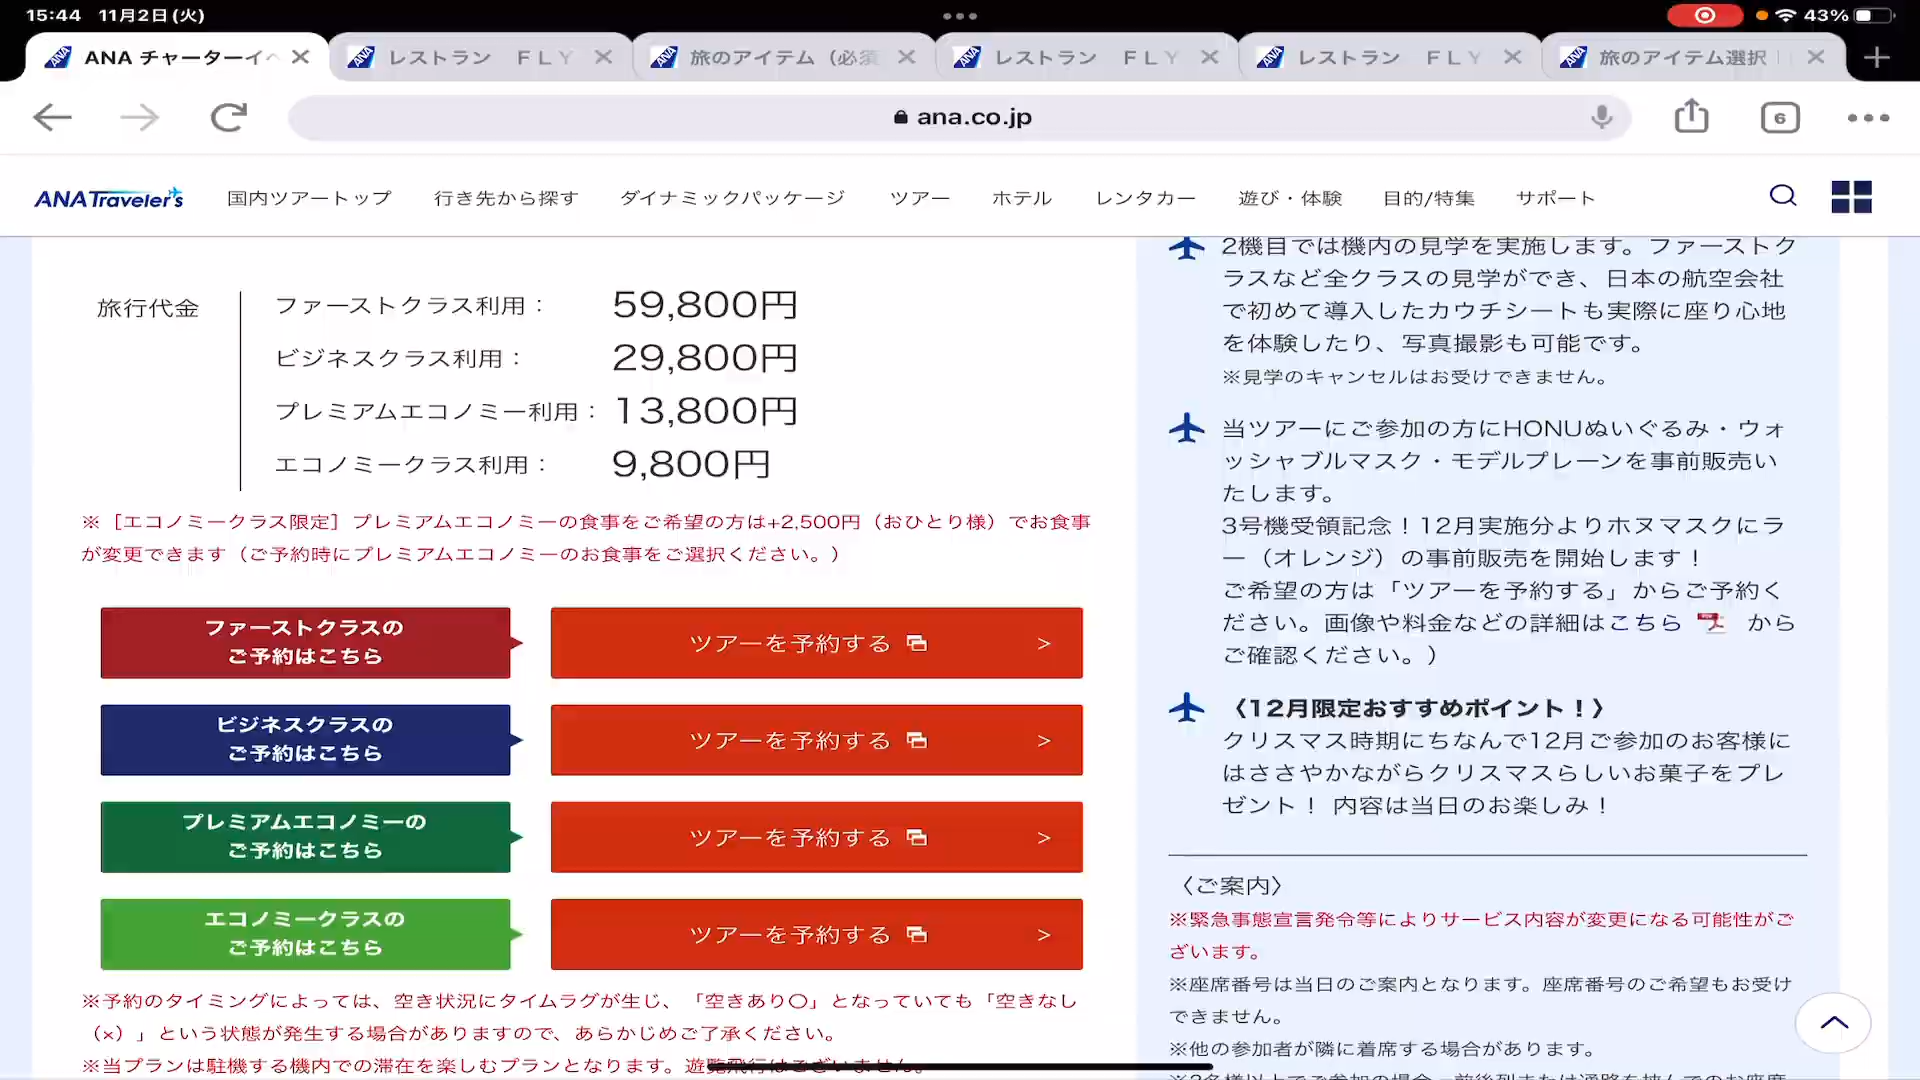 15:44 11月2日(火)
43%
ANA チャーターイベ
レストラン ＦＬＹ
旅のアイテム（必須
レストラン ＦＬＹ
レストラン ＦＬＹ
旅のアイテム選択
ana.co.jp
6
ANA Traveler's
国内ツアートップ
行き先から探す
ダイナミックパッケージ
ツアー
ホテル
レンタカー
遊び・体験
目的/特集
サポート
旅行代金
ファーストクラス利用： 59,800円
ビジネスクラス利用： 29,800円
プレミアムエコノミー利用： 13,800円
エコノミークラス利用： 9,800円
※［エコノミークラス限定］プレミアムエコノミーの食事をご希望の方は+2,500円（おひとり様）でお食事
が変更できます（ご予約時にプレミアムエコノミーのお食事をご選択ください。）
ファーストクラスの
ご予約はこちら
ツアーを予約する >
ビジネスクラスの
ご予約はこちら
ツアーを予約する >
プレミアムエコノミーの
ご予約はこちら
ツアーを予約する >
エコノミークラスの
ご予約はこちら
ツアーを予約する >
※予約のタイミングによっては、空き状況にタイムラグが生じ、「空きあり〇」となっていても「空きなし
（×）」という状態が発生する場合がありますので、あらかじめご了承ください。
※当プランは駐機する機内での滞在を楽しむプランとなります。遊覧飛行はございません。
2機目では機内の見学を実施します。ファーストク
ラスなど全クラスの見学ができ、日本の航空会社
で初めて導入したカウチシートも実際に座り心地
を体験したり、写真撮影も可能です。
※見学のキャンセルはお受けできません。
当ツアーにご参加の方にHONUぬいぐるみ・ウォ
ッシャブルマスク・モデルプレーンを事前販売い
たします。
3号機受領記念！12月実施分よりホヌマスクにラ
ー（オレンジ）の事前販売を開始します！
ご希望の方は「ツアーを予約する」からご予約く
ださい。画像や料金などの詳細はこちら から
ご確認ください。）
〈12月限定おすすめポイント！〉
クリスマス時期にちなんで12月ご参加のお客様に
はささやかながらクリスマスらしいお菓子をプレ
ゼント！ 内容は当日のお楽しみ！
〈ご案内〉
※緊急事態宣言発令等によりサービス内容が変更になる可能性がご
ざいます。
※座席番号は当日のご案内となります。座席番号のご希望もお受け
できません。
※他の参加者が隣に着席する場合があります。